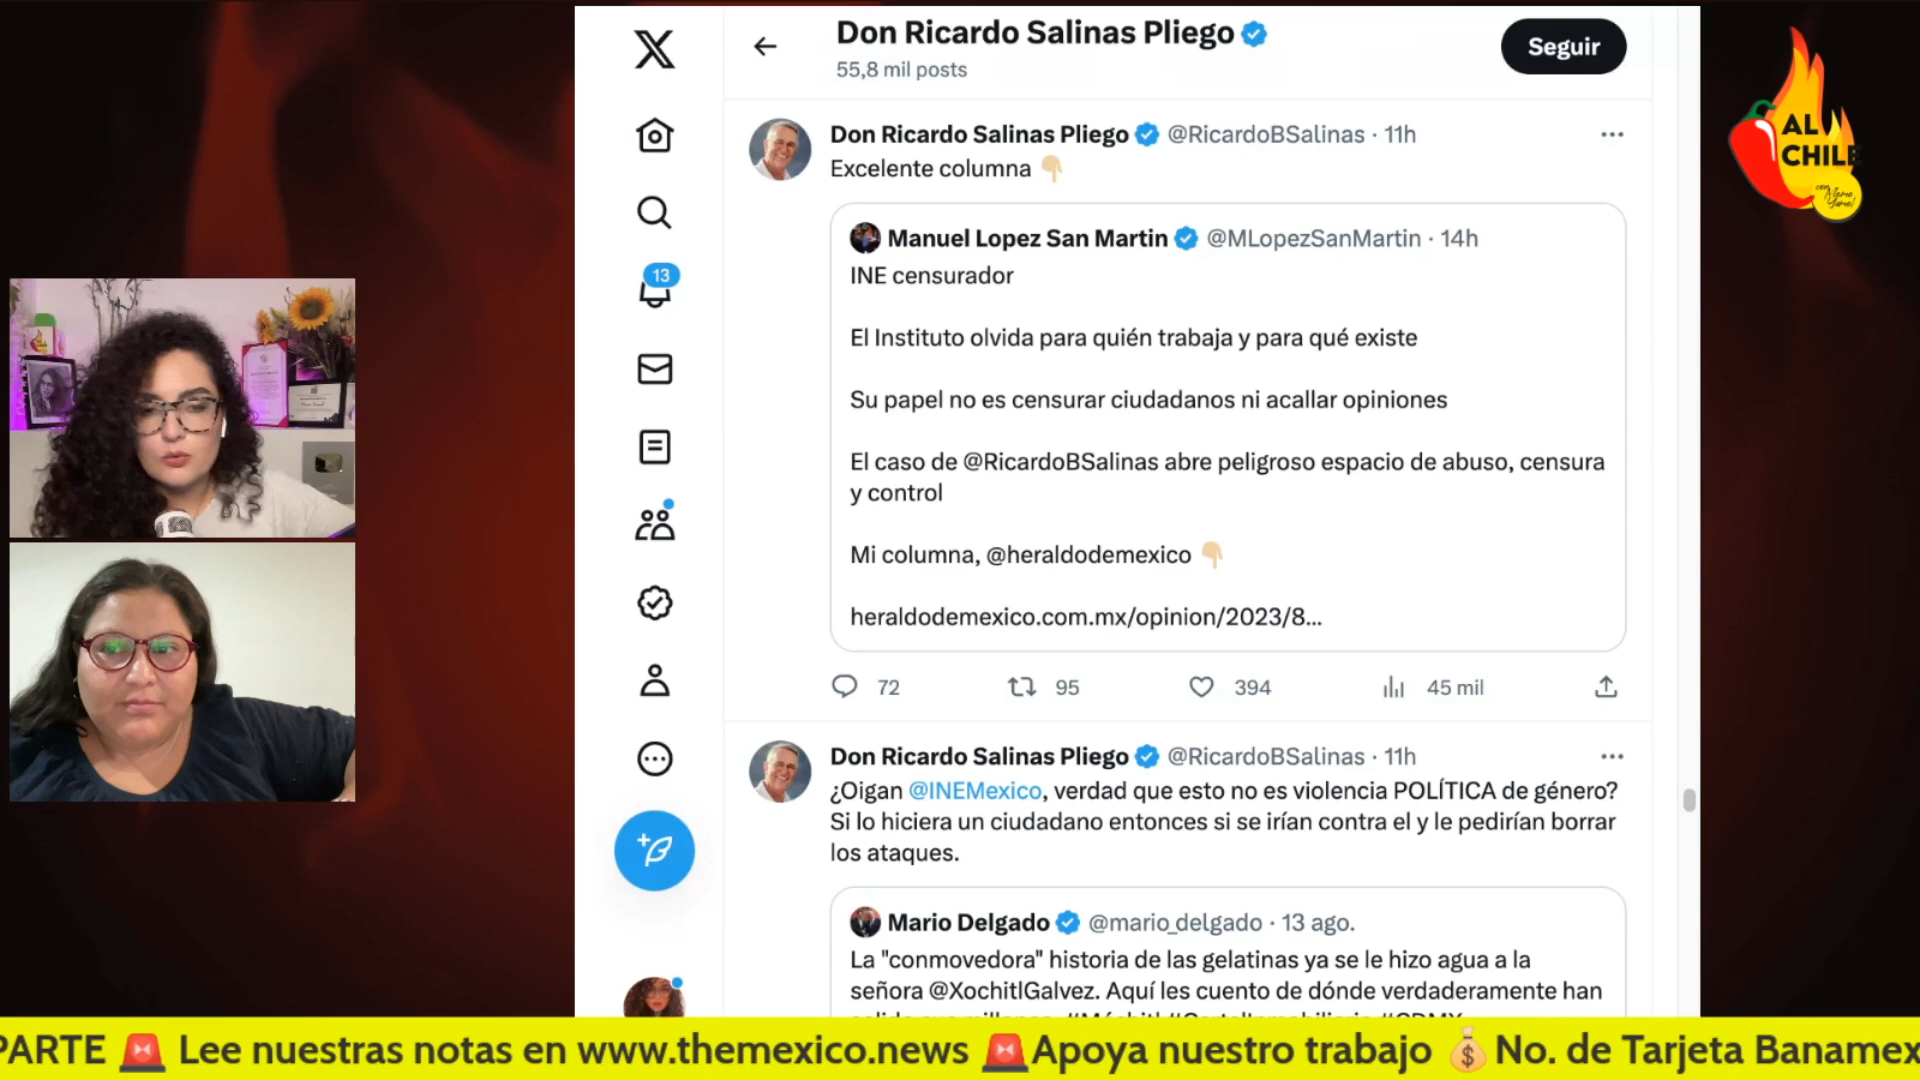 Don Ricardo Salinas Pliego
55,8 mil posts
Seguir
Don Ricardo Salinas Pliego @RicardoBSalinas · 11h
Excelente columna 👇🏼
Manuel Lopez San Martin @MLopezSanMartin · 14h
INE censurador
El Instituto olvida para quién trabaja y para qué existe
Su papel no es censurar ciudadanos ni acallar opiniones
El caso de @RicardoBSalinas abre peligroso espacio de abuso, censura
y control
Mi columna, @heraldodemexico 👇🏼
heraldodemexico.com.mx/opinion/2023/8...
72 95 394 45 mil
Don Ricardo Salinas Pliego @RicardoBSalinas · 11h
¿Oigan @INEMexico, verdad que esto no es violencia POLÍTICA de género?
Si lo hiciera un ciudadano entonces si se irían contra el y le pedirían borrar
los ataques.
Mario Delgado @mario_delgado · 13 ago.
La "conmovedora" historia de las gelatinas ya se le hizo agua a la
señora @XochitlGalvez. Aquí les cuento de dónde verdaderamente han
13
AL
CHILE
PARTE 🚨 Lee nuestras notas en www.themexico.news 🚨Apoya nuestro trabajo 💰No. de Tarjeta Banamex